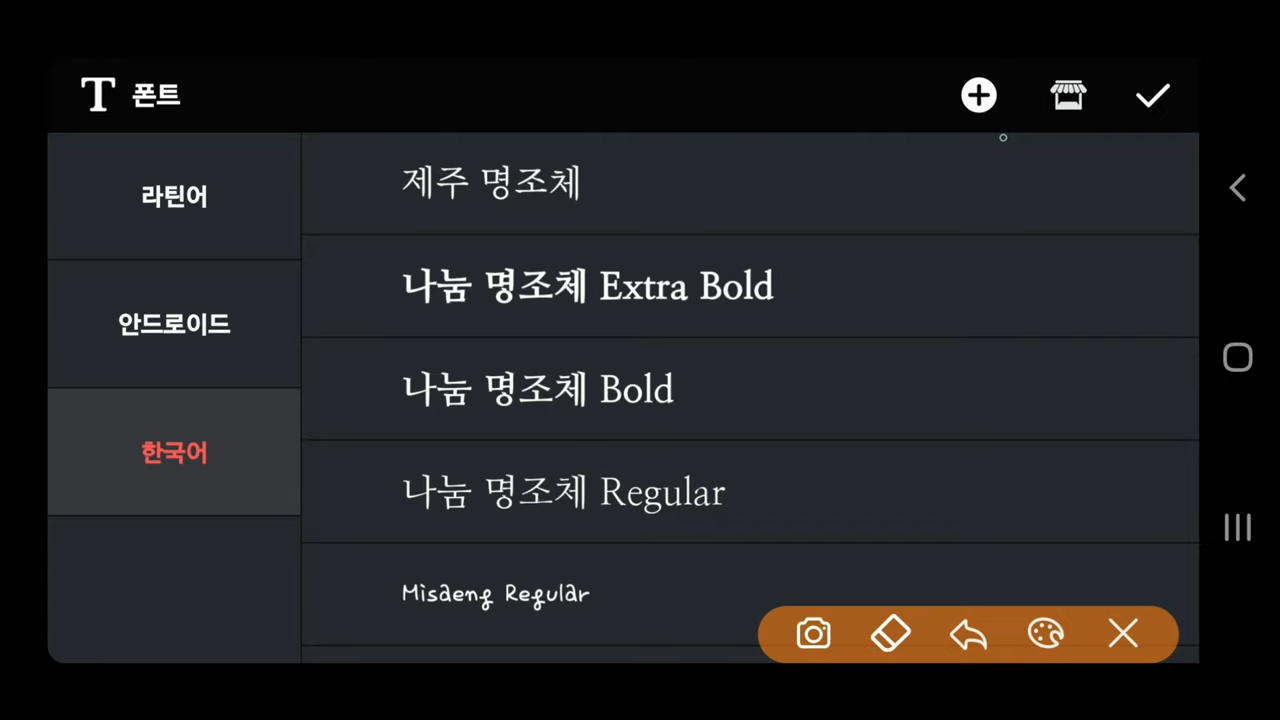 T 폰트
라틴어
안드로이드
한국어
제주 명조체
나눔 명조체 Extra Bold
나눔 명조체 Bold
나눔 명조체 Regular
Misaeng Regular